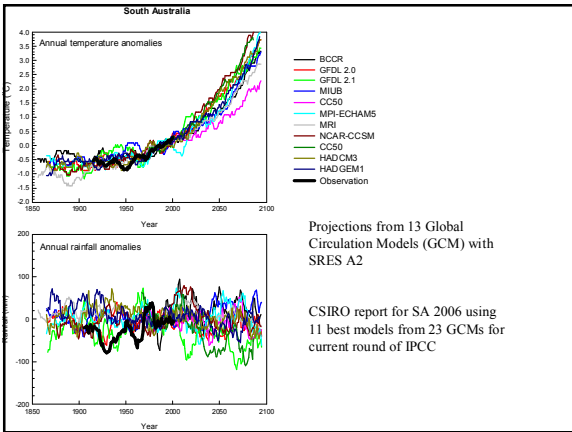 South Australia
Annual temperature anomalies
Temperature (°C)
4.0
3.5
3.0
2.5
2.0
1.5
1.0
0.5
0.0
-0.5
-1.0
-1.5
-2.0
1850
1900
1950
2000
2050
2100
Year
BCCR
GFDL 2.0
GFDL 2.1
MIUB
CC50
MPI-ECHAM5
MRI
NCAR-CCSM
CC50
HADCM3
HADGEM1
Observation
Annual rainfall anomalies
Rainfall (mm)
200
100
0
-100
-200
1850
1900
1950
2000
2050
2100
Year
Projections from 13 Global
Circulation Models (GCM) with
SRES A2
CSIRO report for SA 2006 using
11 best models from 23 GCMs for
current round of IPCC